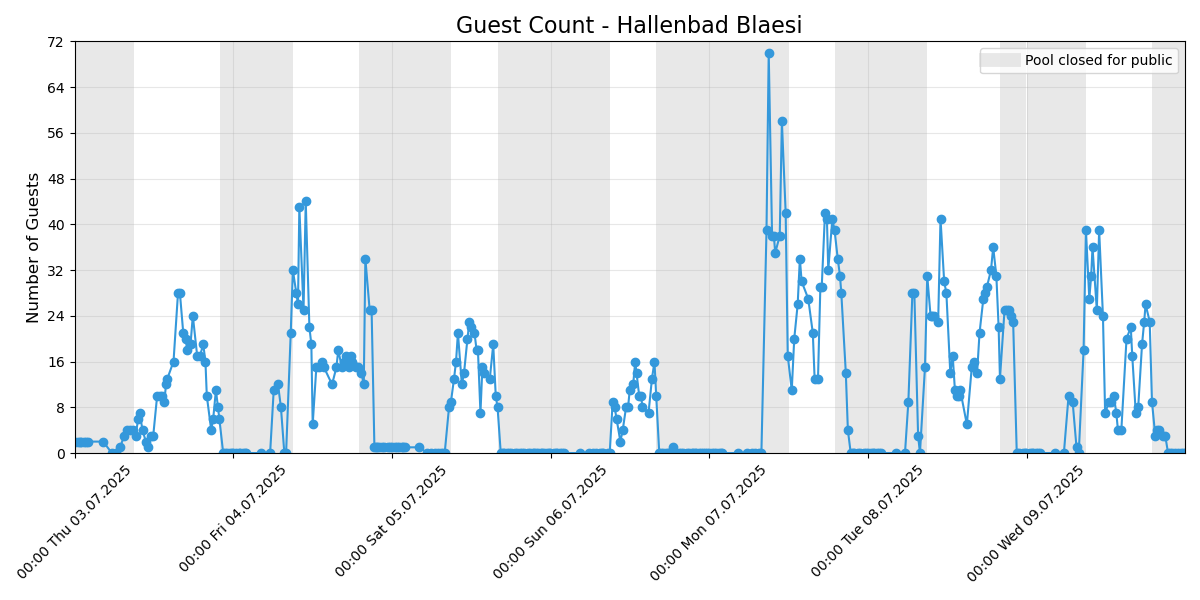 Guest Count - Hallenbad Blaesi
Pool closed for public
Number of Guests
72
64
56
48
40
32
24
16
8
0
00:00 Thu 03.07.2025
00:00 Fri 04.07.2025
00:00 Sat 05.07.2025
00:00 Sun 06.07.2025
00:00 Mon 07.07.2025
00:00 Tue 08.07.2025
00:00 Wed 09.07.2025